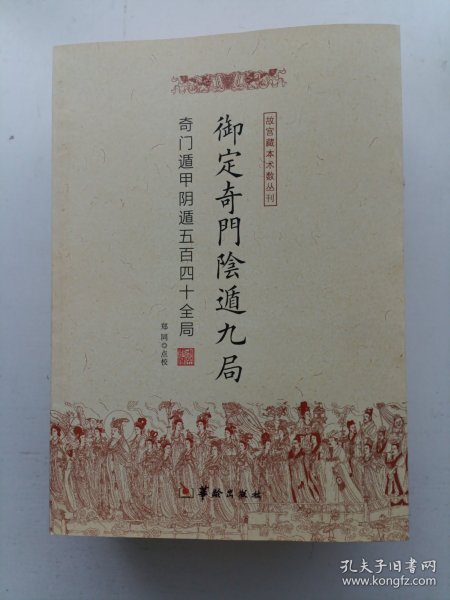 故宫藏本术数丛刊
御定奇門陰遁九局
奇门遁甲阴遁五百四十全局
郑同◎点校
華齡出版社
孔夫子旧书网
www.kongfz.com